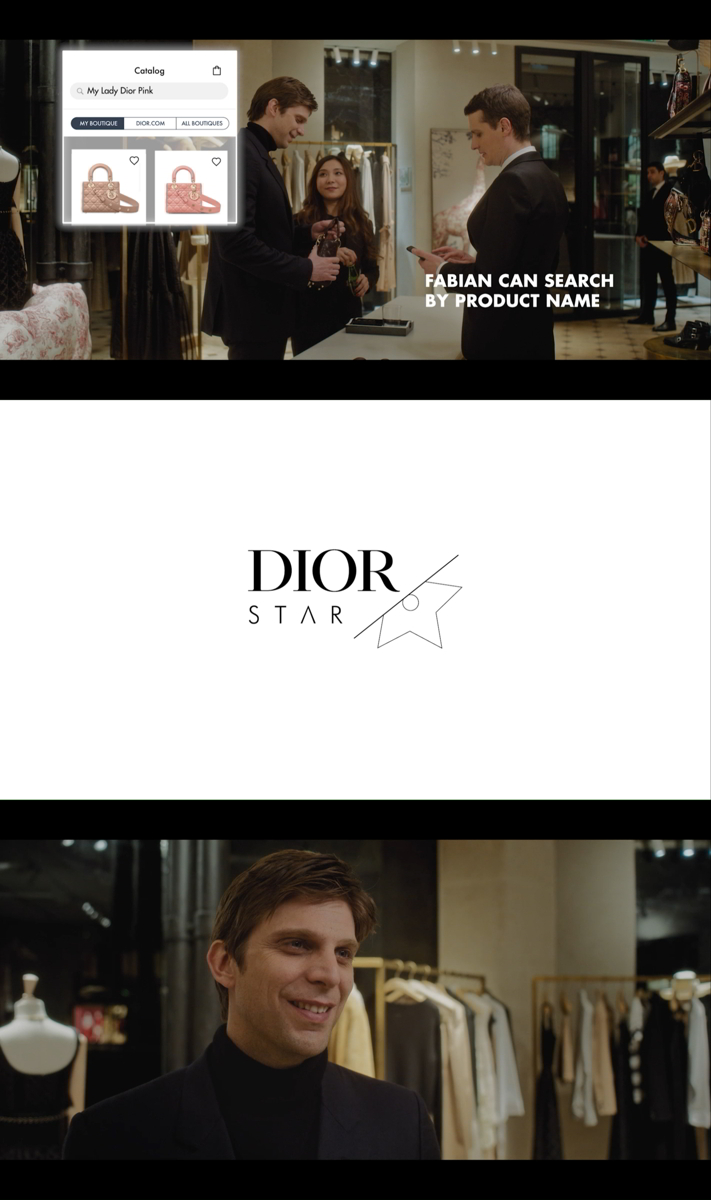 Catalog
My Lady Dior Pink
MY BOUTIQUE
DIOR.COM
ALL BOUTIQUES
FABIAN CAN SEARCH
BY PRODUCT NAME
DIOR
STAR